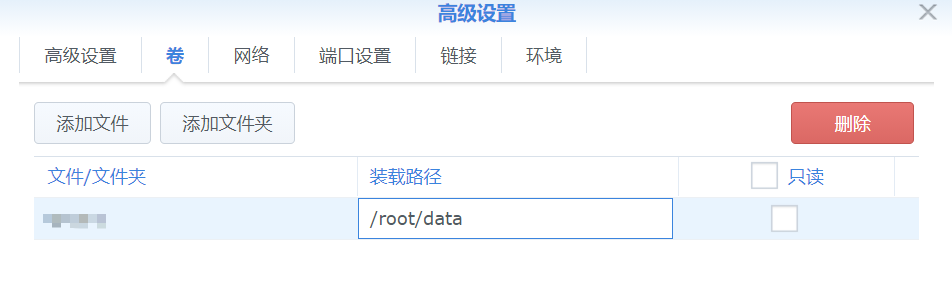 高级设置
高级设置 卷 网络 端口设置 链接 环境
添加文件 添加文件夹 删除
文件/文件夹 装载路径 只读
/root/data